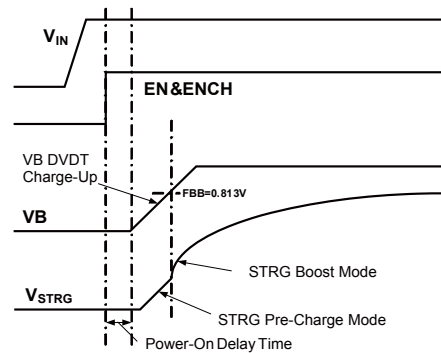 VIN
EN&ENCH
VB DVDT
Charge-Up
FBB=0.813V
VB
STRG Boost Mode
VSTRG
STRG Pre-Charge Mode
Power-On Delay Time